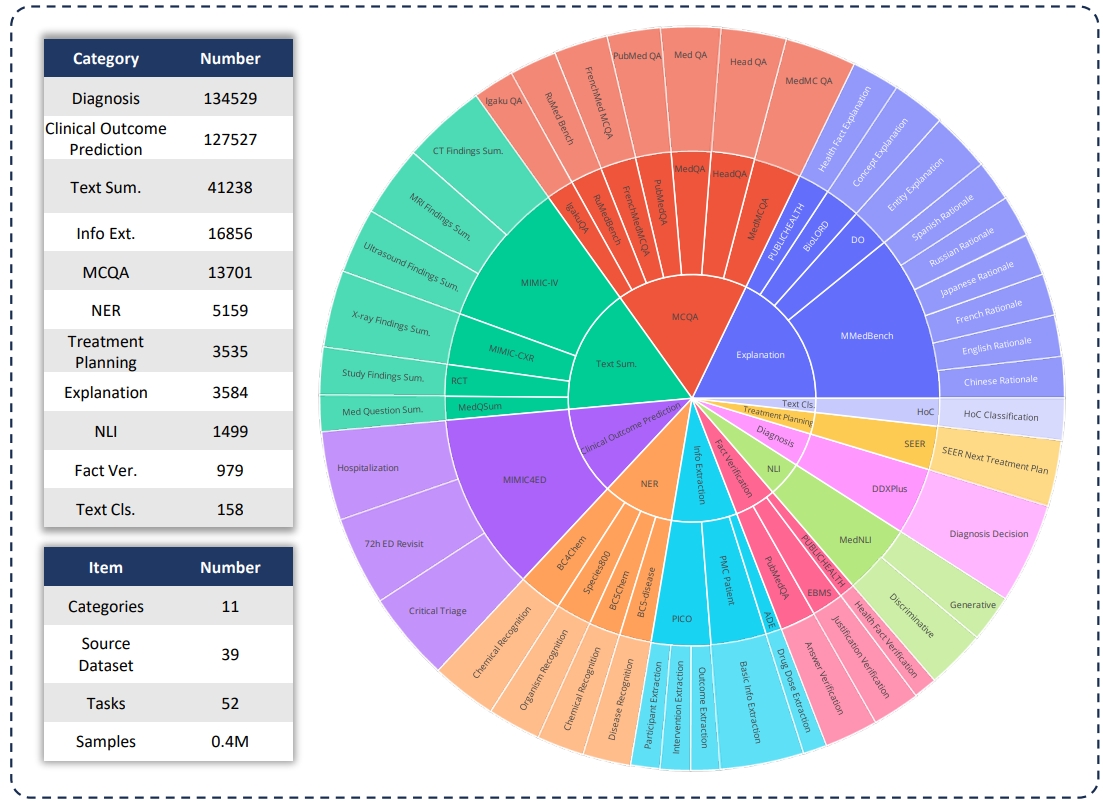 Category Number
Diagnosis 134529
Clinical Outcome
Prediction 127527
Text Sum. 41238
Info Ext. 16856
MCQA 13701
NER 5159
Treatment
Planning 3535
Explanation 3584
NLI 1499
Fact Ver. 979
Text Cls. 158
Item Number
Categories 11
Source
Dataset 39
Tasks 52
Samples 0.4M
MCQA
IgakuQA
RuMedBench
FrenchMedMCQA
PubMedQA
MedQA
HeadQA
MedMCQA
Igaku QA
RuMed Bench
FrenchMed MCQA
PubMed QA
Med QA
Head QA
MedMC QA
Explanation
PUBLICHEALTH
BioLORD
DO
MMedBench
Health Fact Explanation
Concept Explanation
Entity Explanation
Spanish Rationale
Russian Rationale
Japanese Rationale
French Rationale
English Rationale
Chinese Rationale
Text Cls.
HoC
HoC Classification
Treatment Planning
SEER
SEER Next Treatment Plan
Diagnosis
DDXPlus
Diagnosis Decision
NLI
MedNLI
Generative
Discriminative
Fact Verification
PUBLICHEALTH
EBMS
PubMedQA
Health Fact Verification
Justification Verification
Answer Verification
Info Extraction
ADE
PMC Patient
PICO
Drug Dose Extraction
Basic Info Extraction
Outcome Extraction
Intervention Extraction
Participant Extraction
NER
BC5-disease
BC5Chem
Species800
BC4Chem
Disease Recognition
Chemical Recognition
Organism Recognition
Chemical Recognition
Clinical Outcome Prediction
MIMIC4ED
Critical Triage
72h ED Revisit
Hospitalization
Text Sum.
MedQSum
RCT
MIMIC-CXR
MIMIC-IV
Med Question Sum.
Study Findings Sum.
X-ray Findings Sum.
Ultrasound Findings Sum.
MRI Findings Sum.
CT Findings Sum.